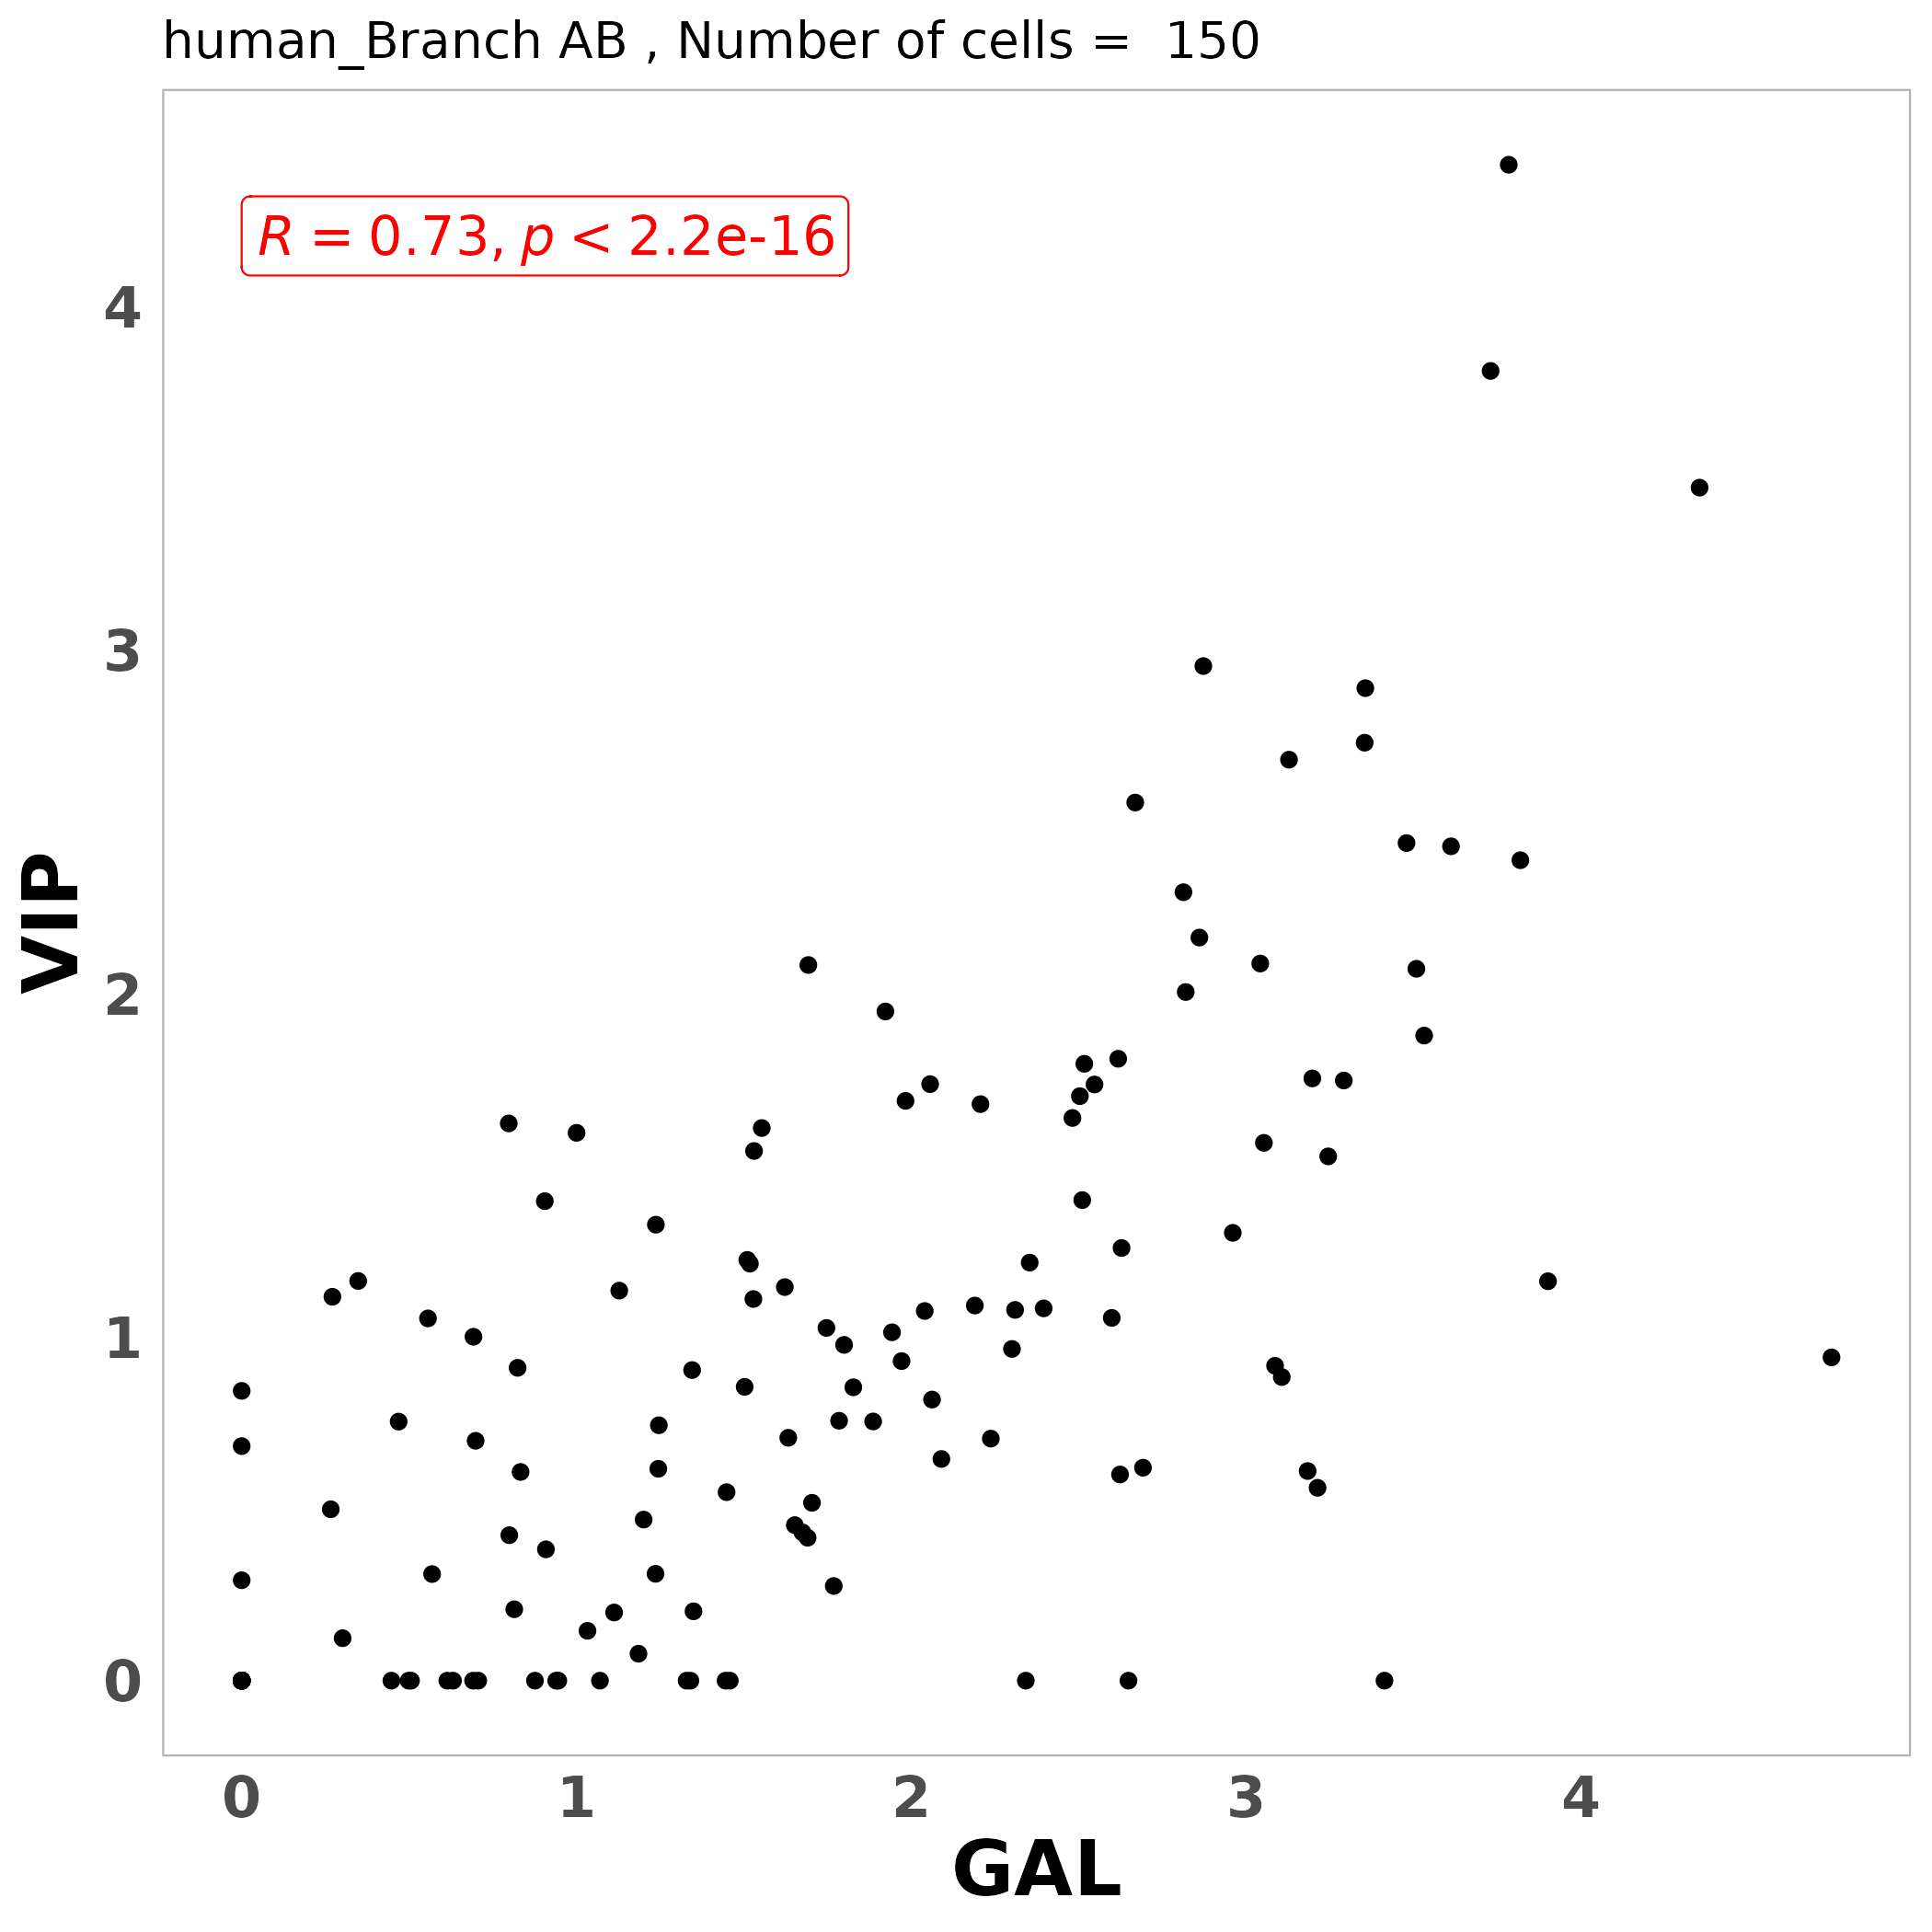 human_Branch AB , Number of cells =  150
R = 0.73, p < 2.2e-16
4
3
2
1
0
VIP
0 1 2 3 4
GAL